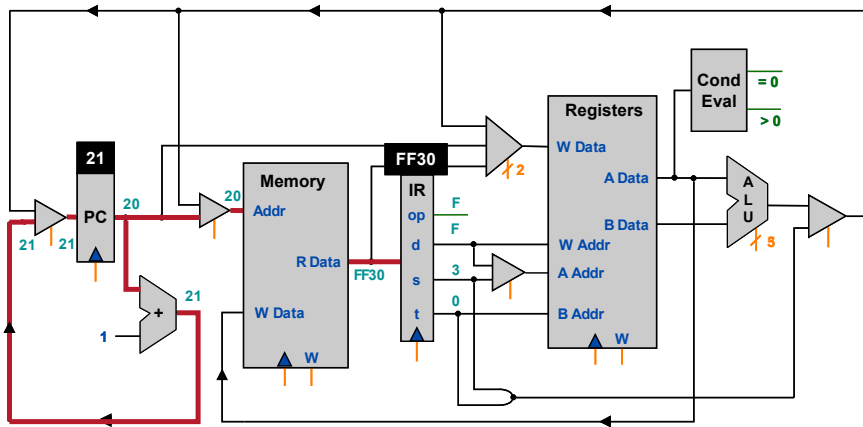 21
PC
20
21
21
21
+
1
20
Memory
Addr
R Data
W Data
W
FF30
FF30
IR
op
d
s
t
F
F
3
0
2
Registers
W Data
A Data
B Data
W Addr
A Addr
B Addr
W
Cond
Eval
= 0
> 0
A
L
U
5